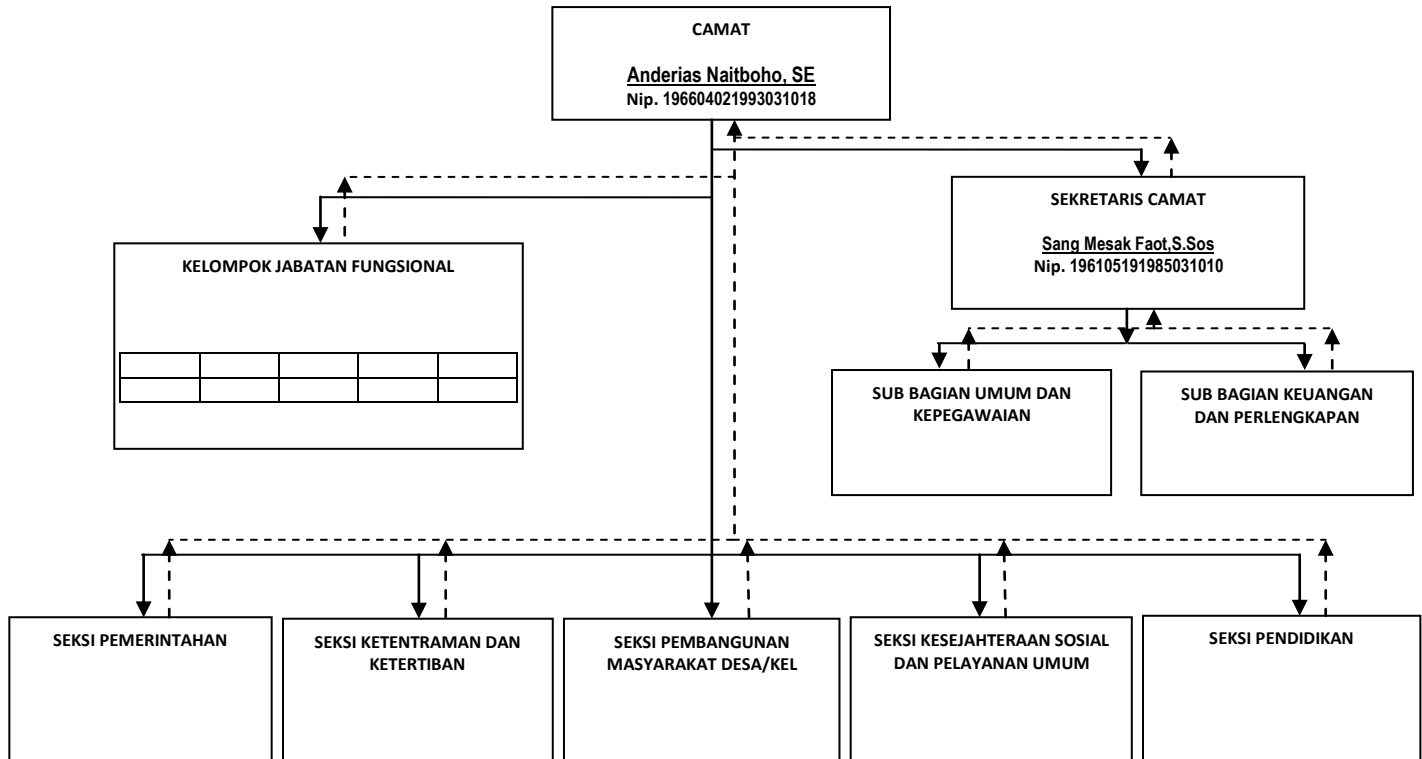 CAMAT
Anderias Naitboho, SE
Nip. 196604021993031018
SEKRETARIS CAMAT
Sang Mesak Faot,S.Sos
Nip. 196105191985031010
KELOMPOK JABATAN FUNGSIONAL
SUB BAGIAN UMUM DAN
KEPEGAWAIAN
SUB BAGIAN KEUANGAN
DAN PERLENGKAPAN
SEKSI PEMERINTAHAN
SEKSI KETENTRAMAN DAN
KETERTIBAN
SEKSI PEMBANGUNAN
MASYARAKAT DESA/KEL
SEKSI KESEJAHTERAAN SOSIAL
DAN PELAYANAN UMUM
SEKSI PENDIDIKAN